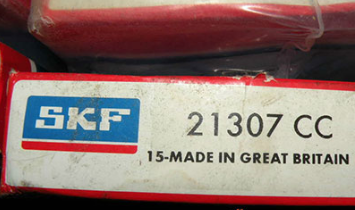 SKF
21307 CC
15-MADE IN GREAT BRITAIN